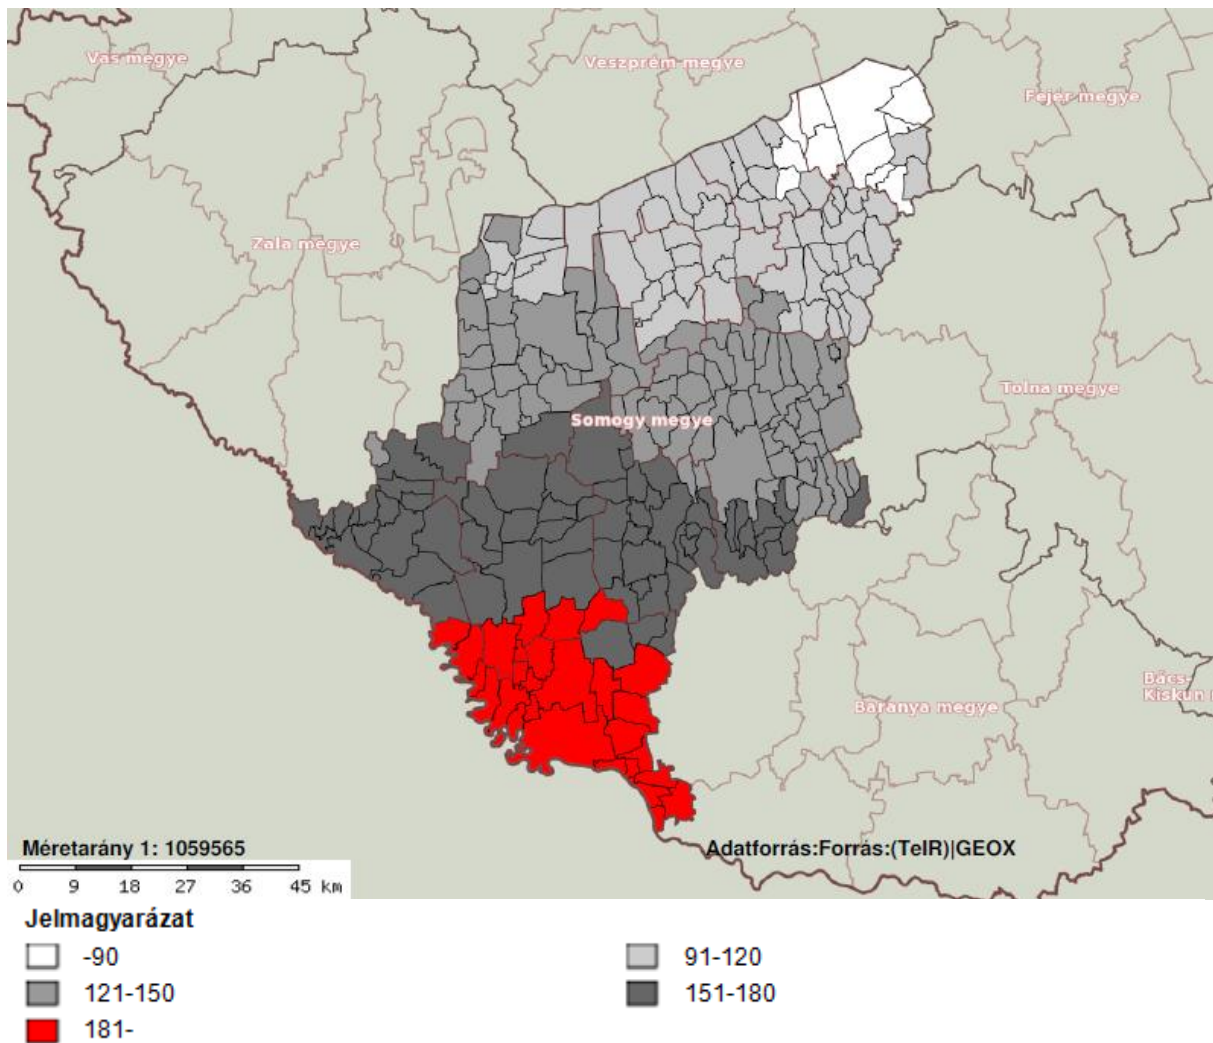 Vas megye
Veszprém megye
Fejér megye
Zala megye
Tolna megye
Somogy megye
Bács-
Kiskun
Baranya megye
Méretarány 1: 1059565
Adatforrás:Forrás:(TeIR)|GEOX
0 9 18 27 36 45 km
Jelmagyarázat
-90
91-120
121-150
151-180
181-